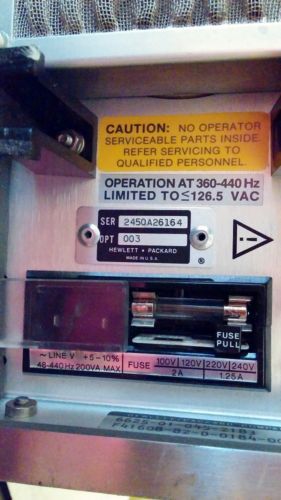 CAUTION: NO OPERATOR
SERVICEABLE PARTS INSIDE.
REFER SERVICING TO
QUALIFIED PERSONNEL.
OPERATION AT 360-440 Hz
LIMITED TO ≤126.5 VAC
SER 2450A26164
OPT 003
HEWLETT • PACKARD
MADE IN U.S.A.
®
FUSE
PULL
~ LINE V +5-10%
48-440 HZ 200VA MAX
FUSE
100V 120V 220V 240V
2A 1.25A